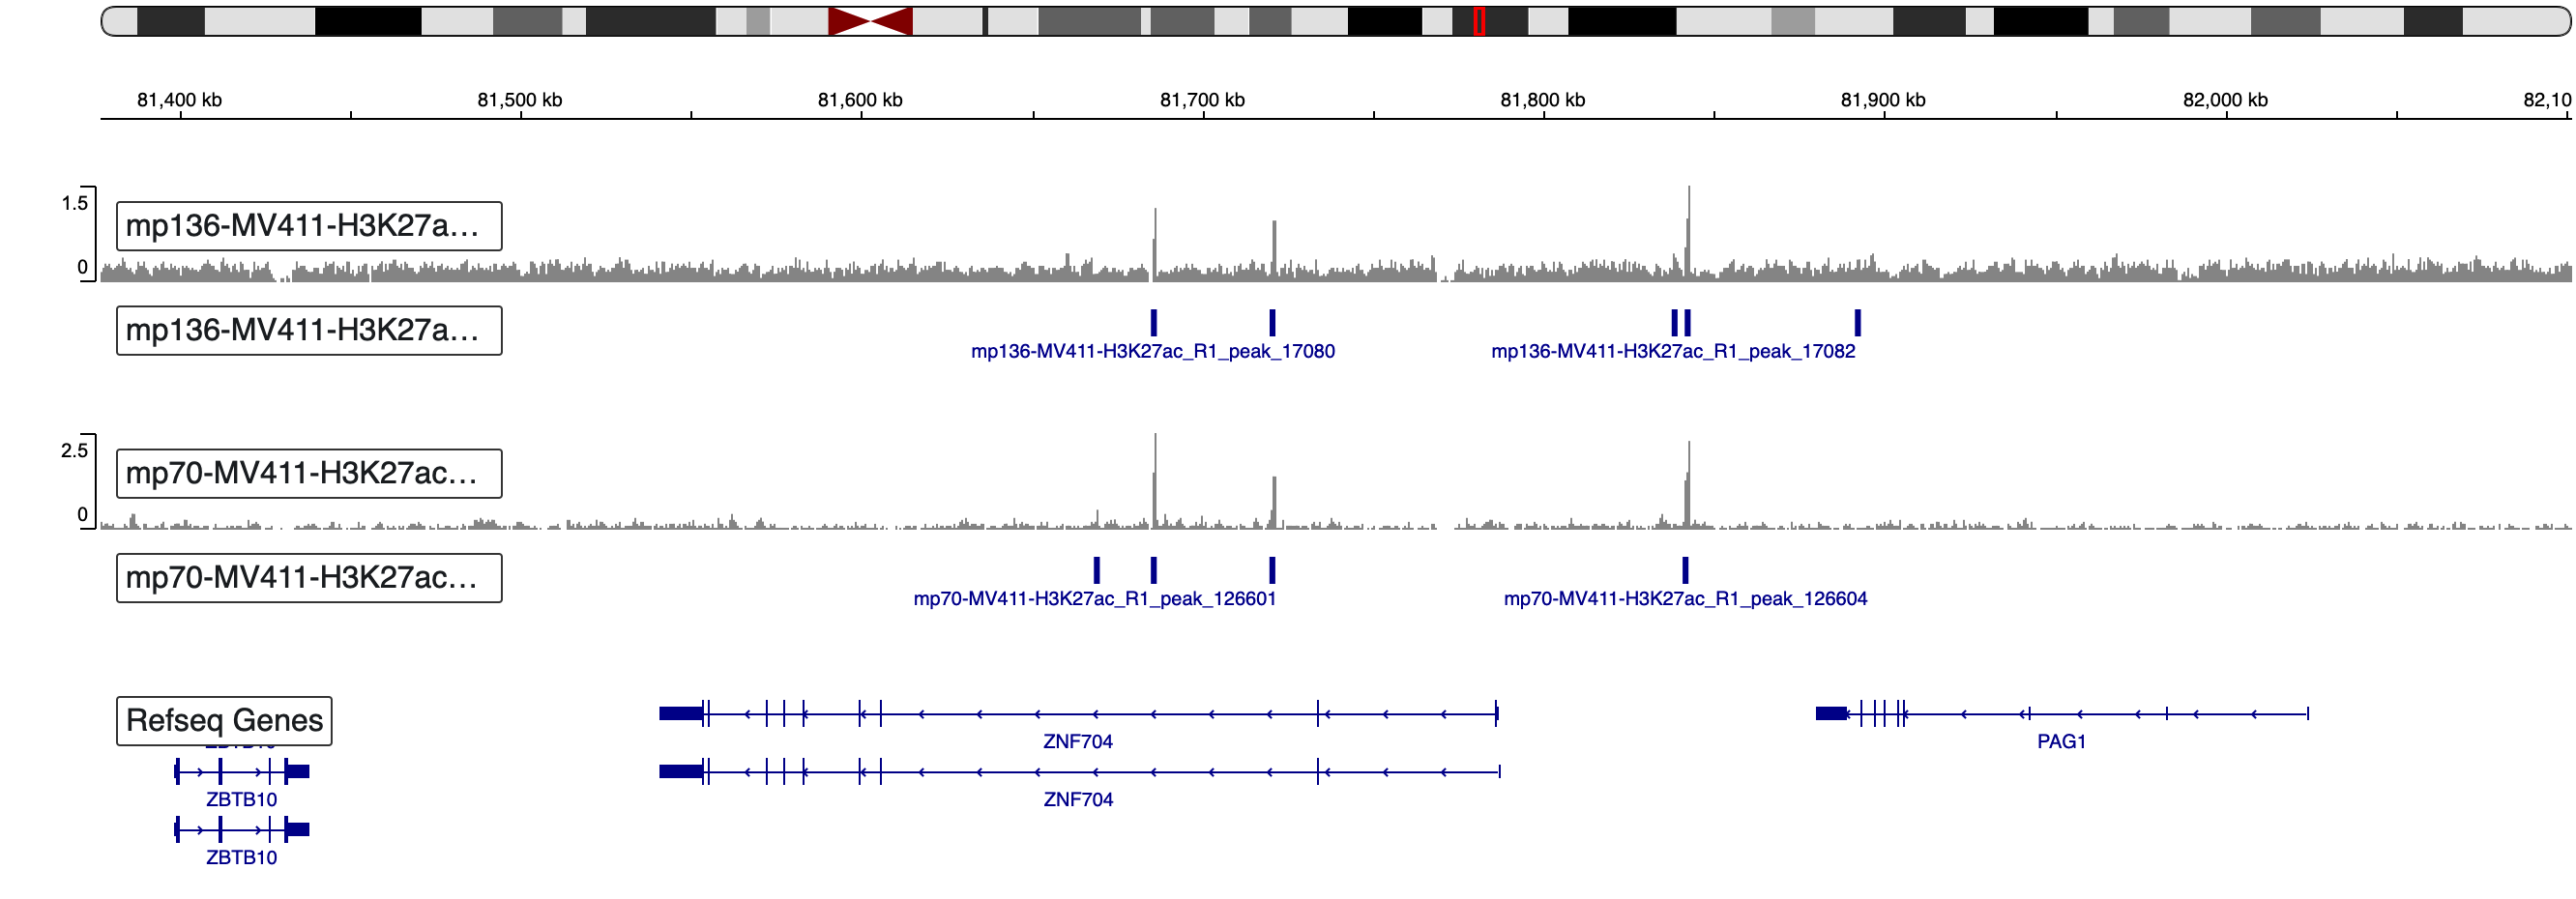 81,400 kb 81,500 kb 81,600 kb 81,700 kb 81,800 kb 81,900 kb 82,000 kb 82,10
1.5
mp136-MV411-H3K27a...
0
mp136-MV411-H3K27a...
mp136-MV411-H3K27ac_R1_peak_17080 mp136-MV411-H3K27ac_R1_peak_17082
2.5
mp70-MV411-H3K27ac...
0
mp70-MV411-H3K27ac...
mp70-MV411-H3K27ac_R1_peak_126601 mp70-MV411-H3K27ac_R1_peak_126604
Refseq Genes
ZNF704 PAG1
ZNF704
ZBTB10
ZBTB10